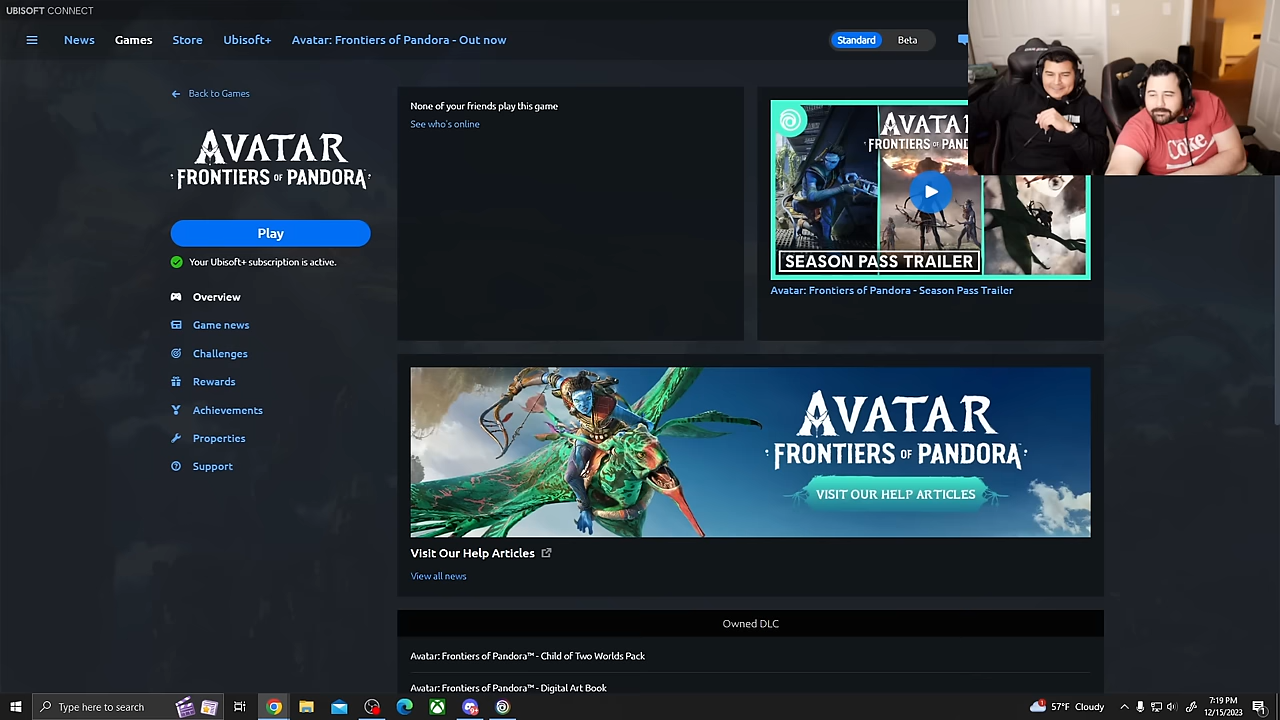 UBISOFT CONNECT
News
Games
Store
Ubisoft+
Avatar: Frontiers of Pandora - Out now
Standard
Beta
Back to Games
AVATAR
FRONTIERS OF PANDORA
Play
Your Ubisoft+ subscription is active.
Overview
Game news
Challenges
Rewards
Achievements
Properties
Support
None of your friends play this game
See who's online
AVATAR
FRONTIERS OF PAND
SEASON PASS TRAILER
Avatar: Frontiers of Pandora - Season Pass Trailer
Coke
AVATAR
FRONTIERS OF PANDORA
VISIT OUR HELP ARTICLES
Visit Our Help Articles
View all news
Owned DLC
Avatar: Frontiers of Pandora™ - Child of Two Worlds Pack
Avatar: Frontiers of Pandora™ - Digital Art Book
Type here to search
57°F Cloudy
7:19 PM
12/15/2023